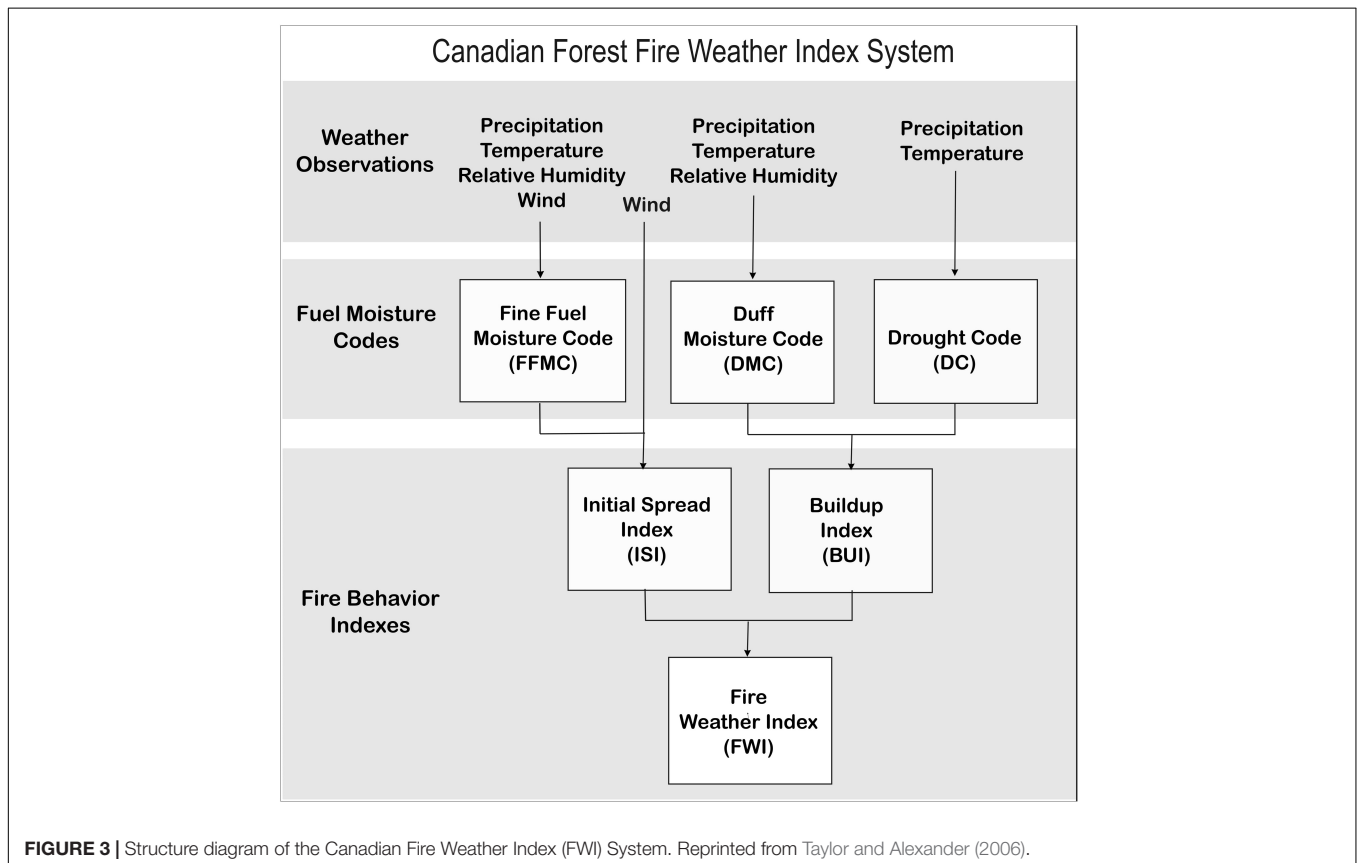 Canadian Forest Fire Weather Index System
Weather
Observations
Precipitation
Temperature
Relative Humidity
Wind
Wind
Precipitation
Temperature
Relative Humidity
Precipitation
Temperature
Fuel Moisture
Codes
Fine Fuel
Moisture Code
(FFMC)
Duff
Moisture Code
(DMC)
Drought Code
(DC)
Fire Behavior
Indexes
Initial Spread
Index
(ISI)
Buildup
Index
(BUI)
Fire
Weather Index
(FWI)
FIGURE 3 | Structure diagram of the Canadian Fire Weather Index (FWI) System. Reprinted from Taylor and Alexander (2006).